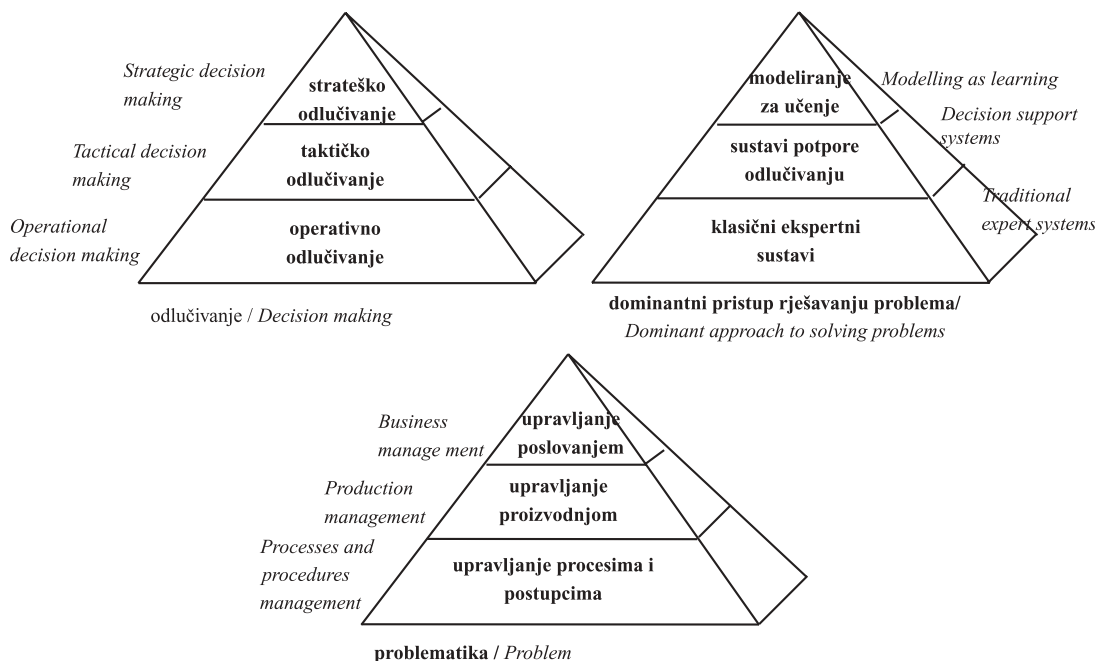 Strategic decision
making
strateško
odlučivanje
Tactical decision
making
taktičko
odlučivanje
Operational
decision making
operativno
odlučivanje
odlučivanje / Decision making
modeliranje
za učenje
Modelling as learning
sustavi potpore
odlučivanju
Decision support
systems
klasični ekspertni
sustavi
Traditional
expert systems
dominantni pristup rješavanju problema/
Dominant approach to solving problems
Business
manage ment
upravljanje
poslovanjem
Production
management
upravljanje
proizvodnjom
Processes and
procedures
management
upravljanje procesima i
postupcima
problematika / Problem